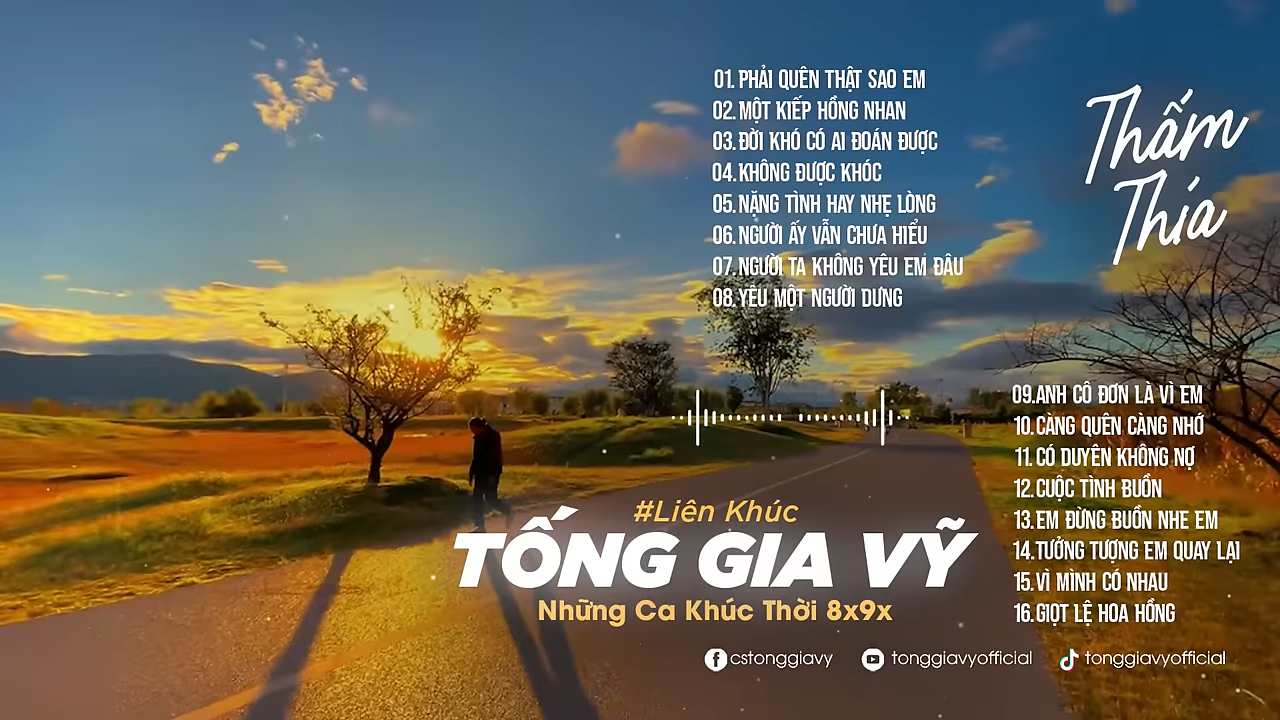 01. PHẢI QUÊN THẬT SAO EM
02. MỘT KIẾP HỒNG NHAN
03. ĐỜI KHÓ CÓ AI ĐOÁN ĐƯỢC
04. KHÔNG ĐƯỢC KHÓC
05. NẶNG TÌNH HAY NHẸ LÒNG
06. NGƯỜI ẤY VẪN CHƯA HIỂU
07. NGƯỜI TA KHÔNG YÊU EM ĐÂU
08. YÊU MỘT NGƯỜI DƯNG
Thấm
Thía
09. ANH CÔ ĐƠN LÀ VÌ EM
10. CÀNG QUÊN CÀNG NHỚ
11. CÓ DUYÊN KHÔNG NỢ
12. CUỘC TÌNH BUỒN
13. EM ĐỪNG BUỒN NHE EM
14. TƯỞNG TƯỢNG EM QUAY LẠI
15. VÌ MÌNH CÓ NHAU
16. GIỌT LỆ HOA HỒNG
#Liên Khúc
TỐNG GIA VỸ
Những Ca Khúc Thời 8x9x
cstonggiavy tonggiavyofficial tonggiavyofficial